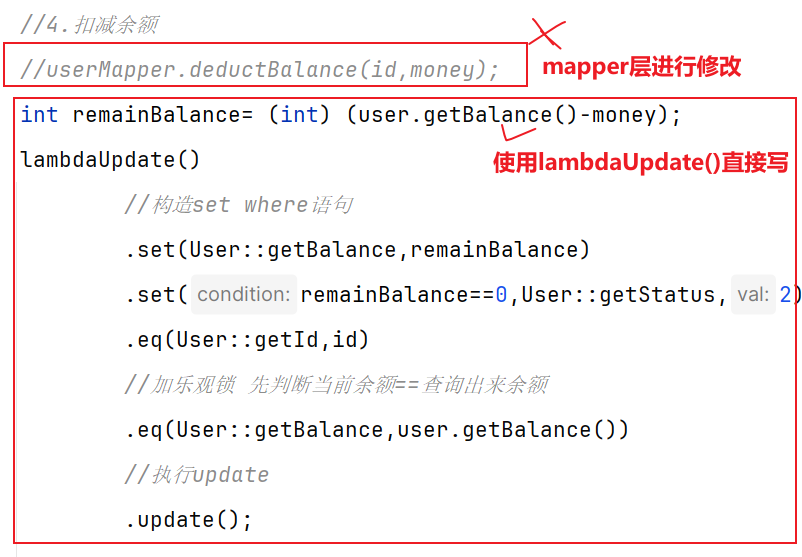 //4.扣减余额
//userMapper.deductBalance(id,money);
mapper层进行修改
int remainBalance= (int) (user.getBalance()-money);
lambdaUpdate()
使用lambdaUpdate()直接写
//构造set where语句
.set(User::getBalance,remainBalance)
.set( condition: remainBalance==0,User::getStatus, val: 2)
.eq(User::getId,id)
//加乐观锁 先判断当前余额==查询出来余额
.eq(User::getBalance,user.getBalance())
//执行update
.update();